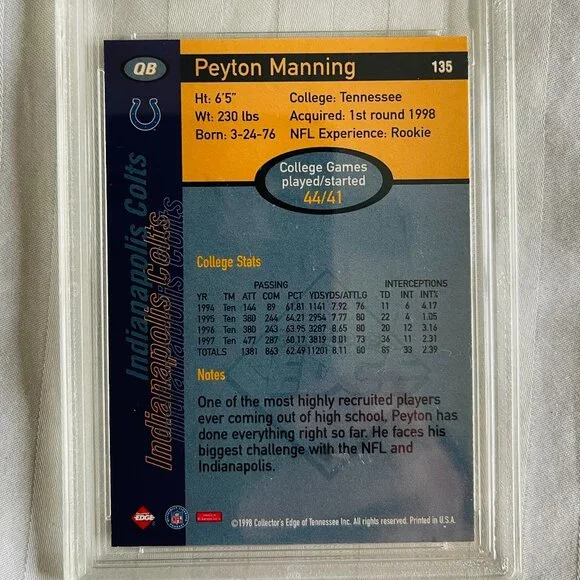 QB
Peyton Manning
135
Ht: 6'5"
College: Tennessee
Wt: 230 lbs
Acquired: 1st round 1998
Born: 3-24-76
NFL Experience: Rookie
College Games
played/started
44/41
Indianapolis Colts
Indianapolis Colts
Indianapolis Colts
College Stats
PASSING INTERCEPTIONS
YR TM ATT COM PCT YDS YDS/ATT LG TD INT INT%
1994 Ten 144 89 61.81 1141 7.92 76 11 6 4.17
1995 Ten 380 244 64.21 2954 7.77 80 22 4 1.05
1996 Ten 380 243 63.95 3287 8.65 80 20 12 3.16
1997 Ten 477 287 60.17 3819 8.01 73 36 11 2.31
TOTALS 1381 863 62.49 11201 8.11 80 89 33 2.39
Notes
One of the most highly recruited players
ever coming out of high school, Peyton has
done everything right so far. He faces his
biggest challenge with the NFL and
Indianapolis.
EDGE
NFL
©1998 Collector's Edge of Tennessee Inc. All rights reserved. Printed in U.S.A.